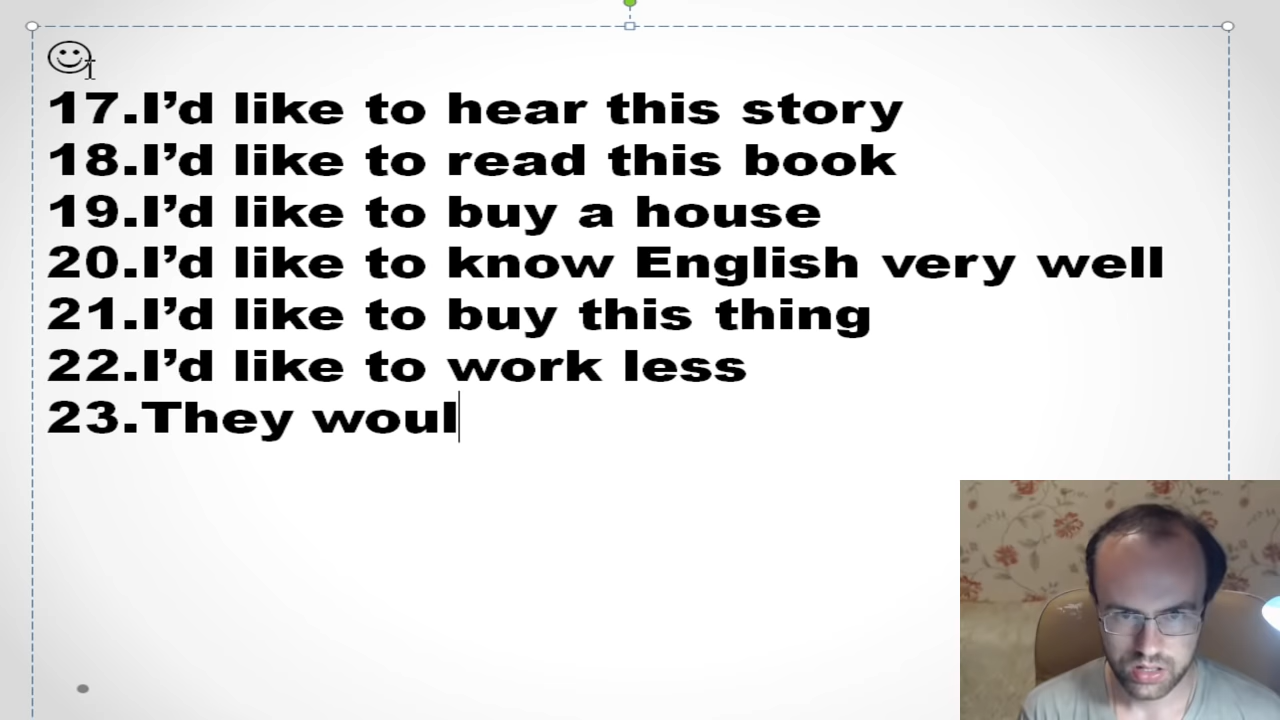 17.I’d like to hear this story
18.I’d like to read this book
19.I’d like to buy a house
20.I’d like to know English very well
21.I’d like to buy this thing
22.I’d like to work less
23.They woul